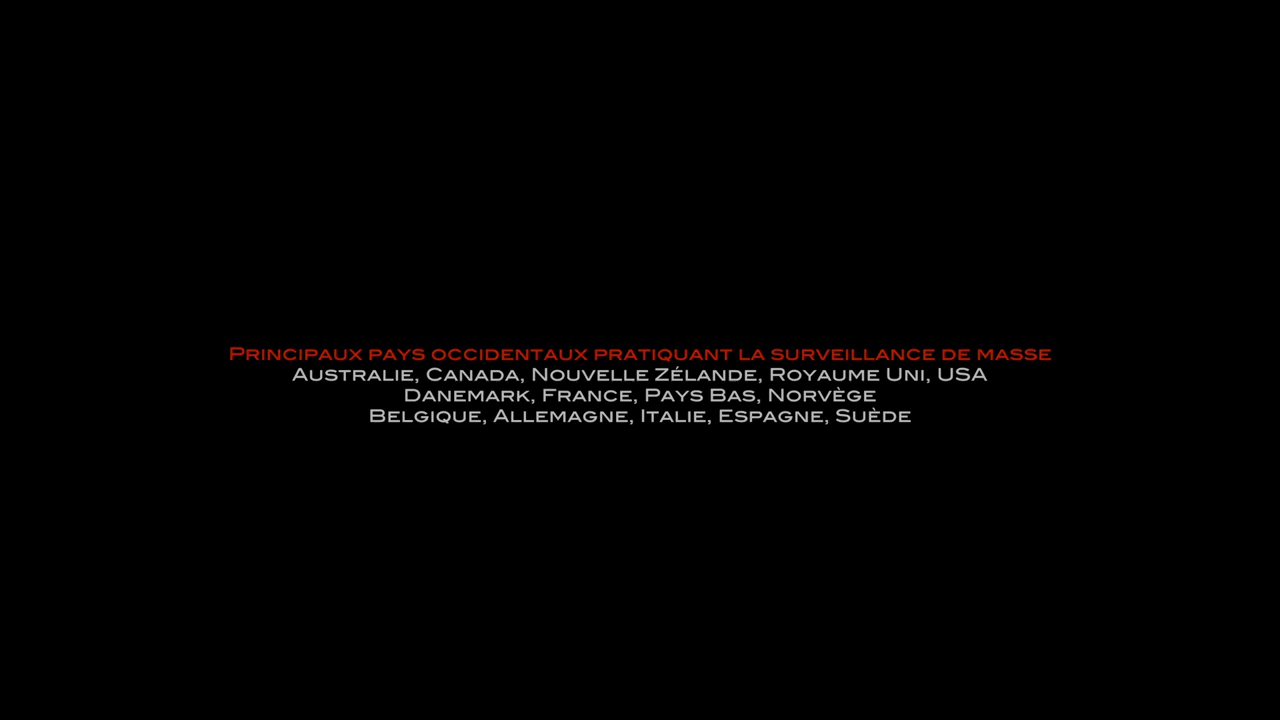 Principaux pays occidentaux pratiquant la surveillance de masse
Australie, Canada, Nouvelle Zélande, Royaume Uni, USA
Danemark, France, Pays Bas, Norvège
Belgique, Allemagne, Italie, Espagne, Suède